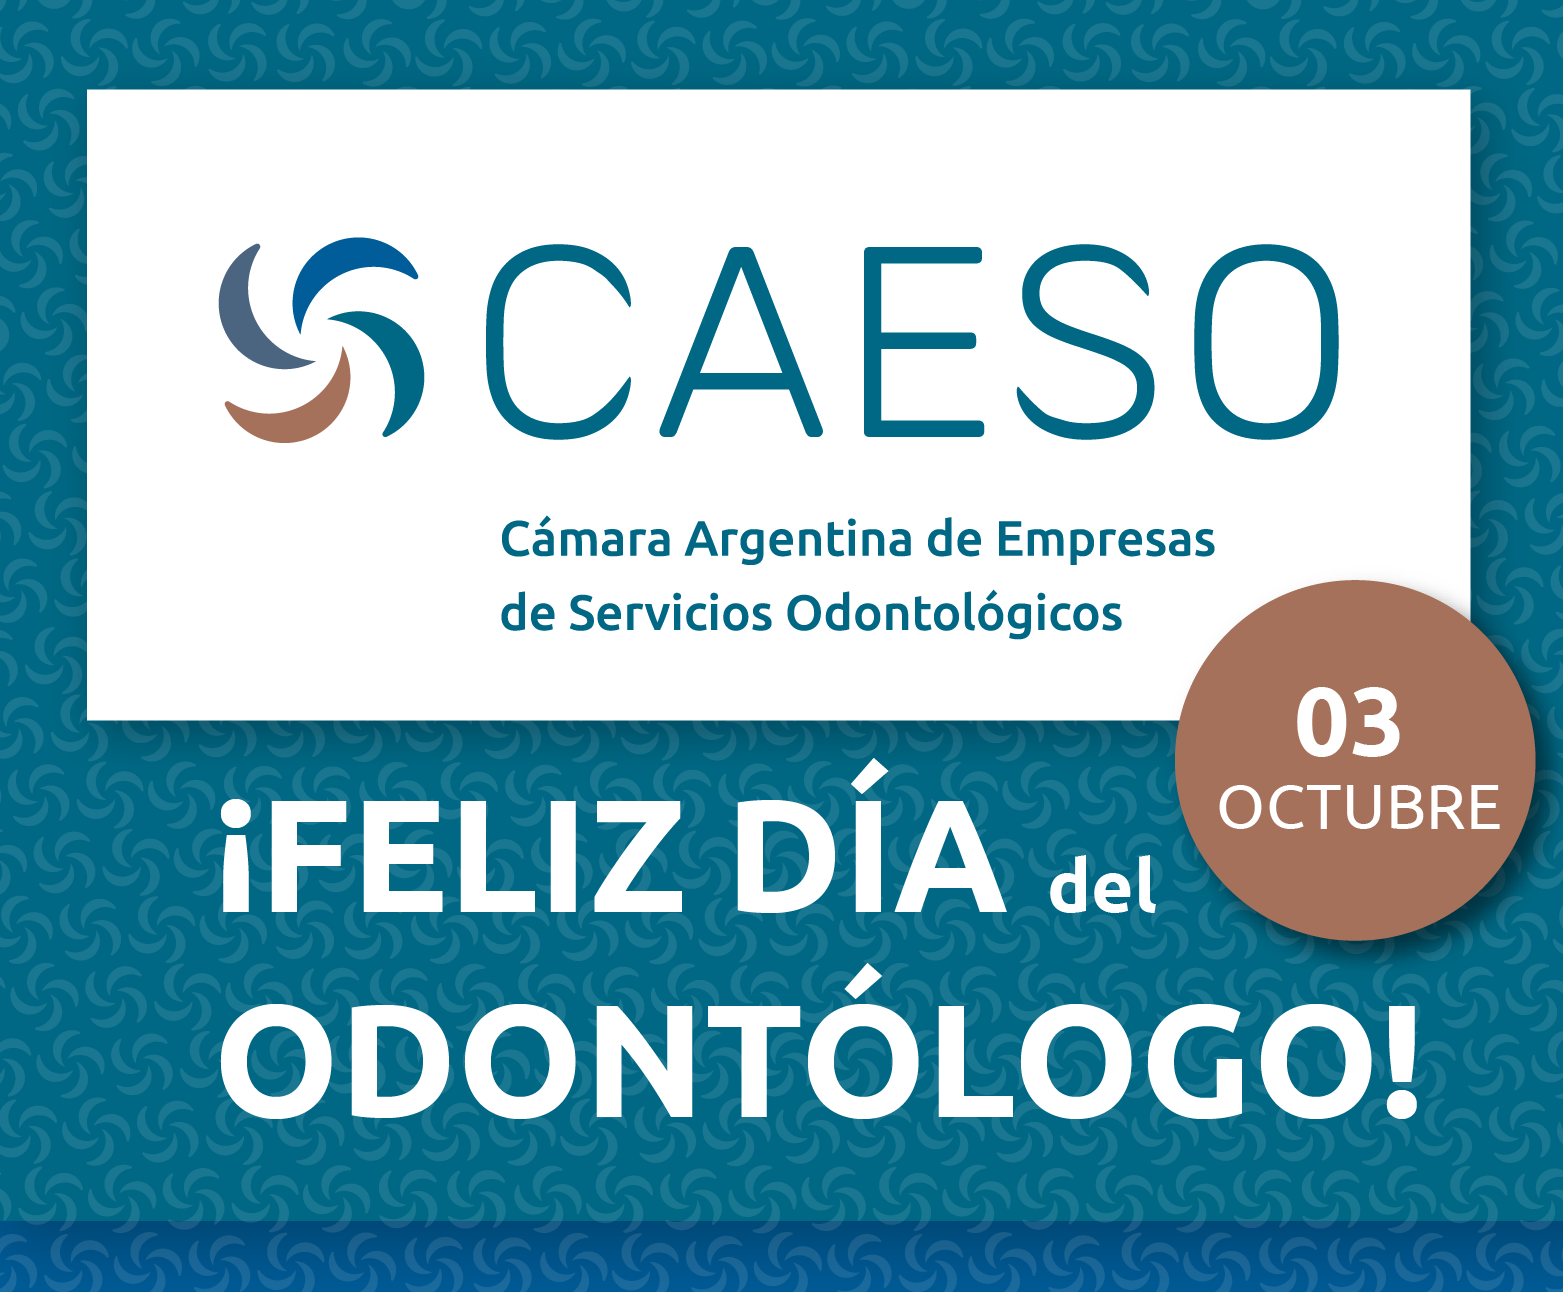 CAESO
Cámara Argentina de Empresas
de Servicios Odontológicos
03
OCTUBRE
¡FELIZ DÍA del
ODONTÓLOGO!